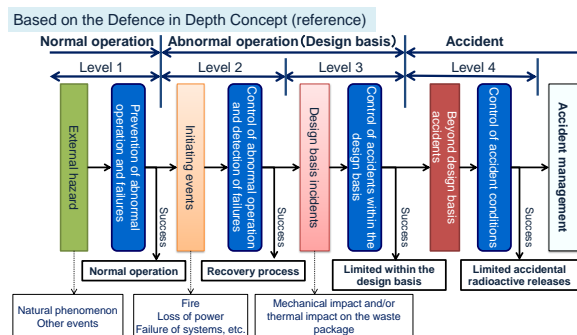 Based on the Defence in Depth Concept (reference)
Normal operation
Abnormal operation(Design basis)
Accident
Level 1
Level 2
Level 3
Level 4
External hazard
Prevention of abnormal
operation and failures
Success
Initiating events
Control of abnormal operation
and detection of failures
Success
Design basis incidents
Control of accidents within the
design basis
Success
Beyond design basis
accidents
Control of accident conditions
Success
Accident management
Normal operation
Recovery process
Limited within the
design basis
Limited accidental
radioactive releases
Natural phenomenon
Other events
Fire
Loss of power
Failure of systems, etc.
Mechanical impact and/or
thermal impact on the waste
package